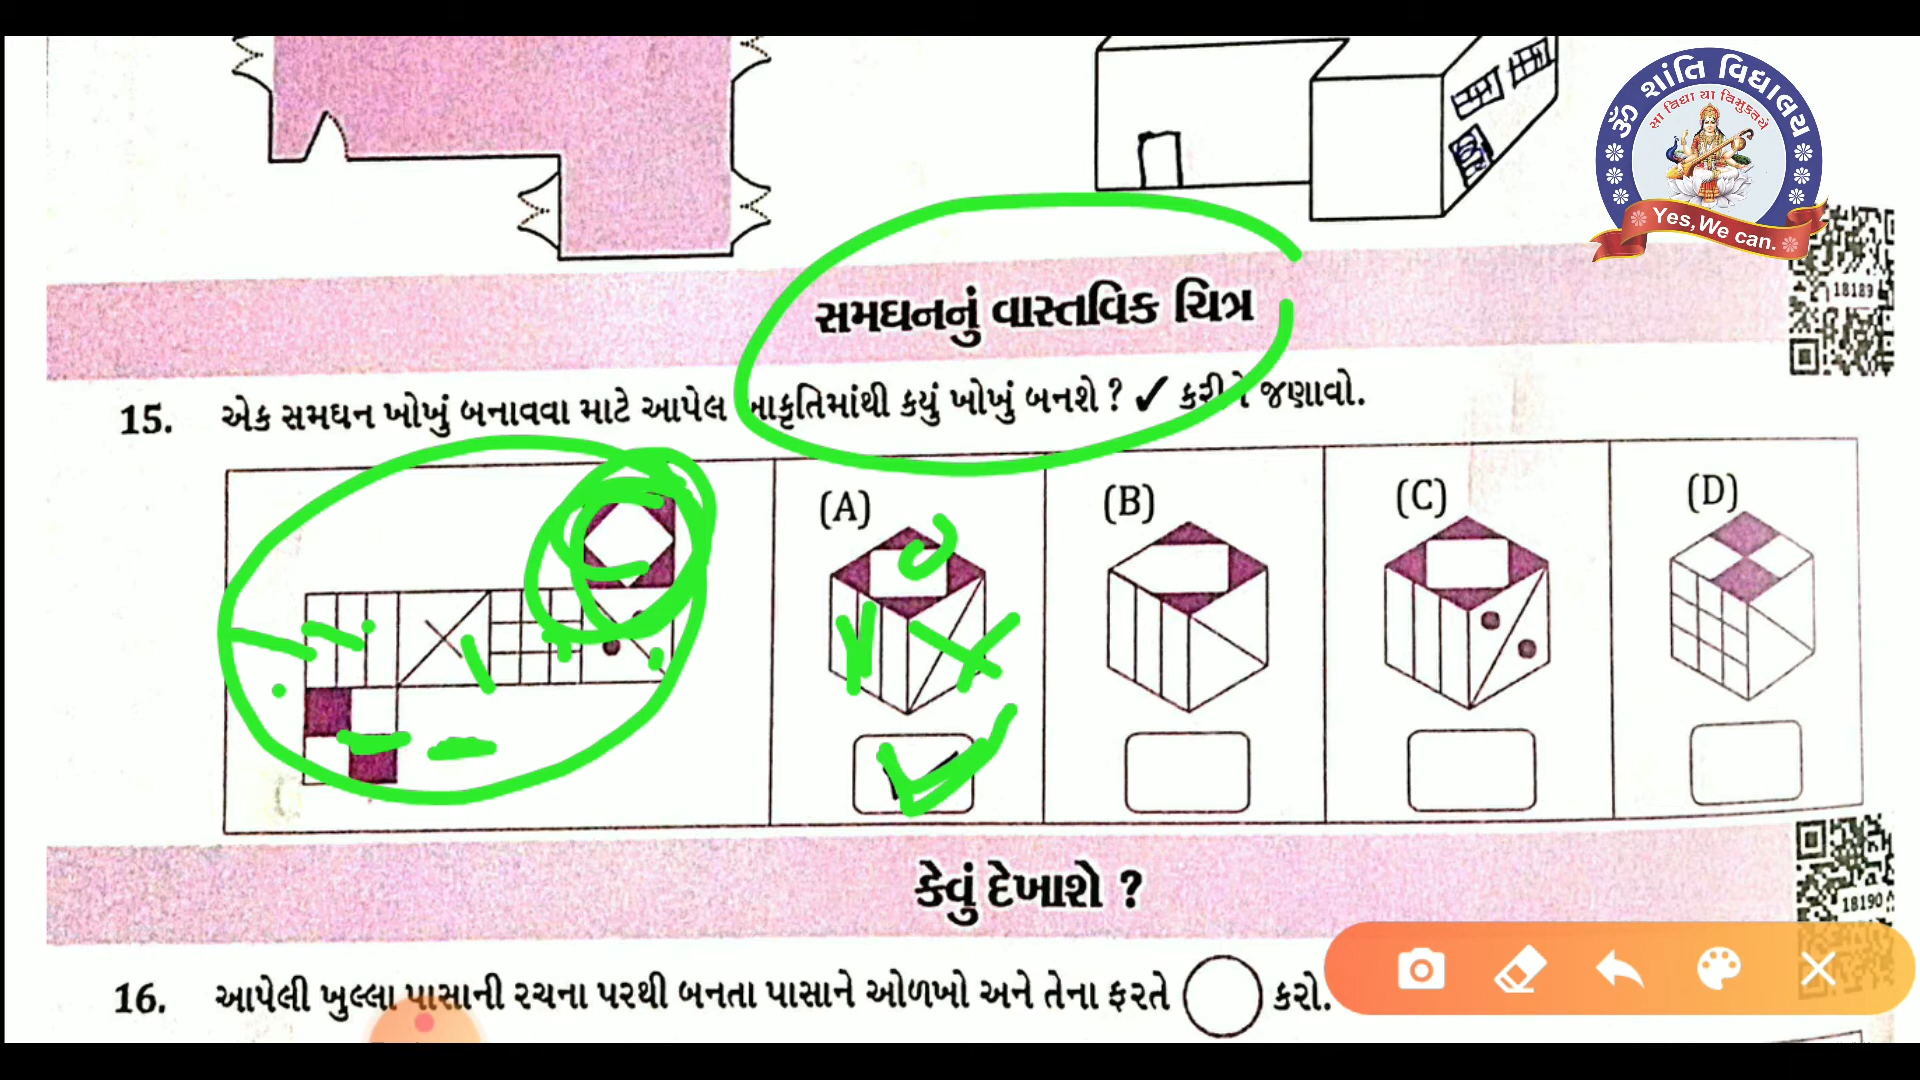 ૐ શાંતિ વિદ્યાલય
સા વિદ્યા યા વિમુક્તયે
Yes, We can.
18189
સમઘનનું વાસ્તવિક ચિત્ર
15. એક સમઘન ખોખું બનાવવા માટે આપેલ આકૃતિમાંથી કયું ખોખું બનશે ? ✓ કરીને જણાવો.
(A) (B) (C) (D)
કેવું દેખાશે ?
18190
16. આપેલી ખુલ્લા પાસાની રચના પરથી બનતા પાસાને ઓળખો અને તેના ફરતે ◯ કરો.